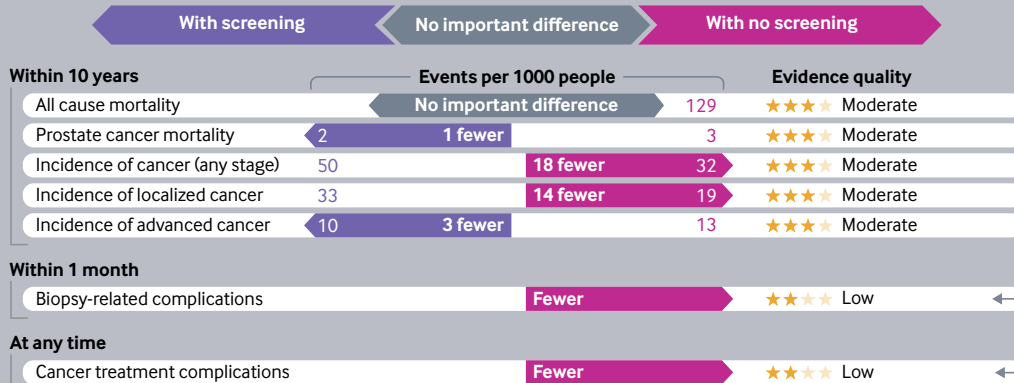 With screening No important difference With no screening
Within 10 years Events per 1000 people Evidence quality
All cause mortality No important difference 129 Moderate
Prostate cancer mortality 2 1 fewer 3 Moderate
Incidence of cancer (any stage) 50 18 fewer 32 Moderate
Incidence of localized cancer 33 14 fewer 19 Moderate
Incidence of advanced cancer 10 3 fewer 13 Moderate
Within 1 month
Biopsy-related complications Fewer Low
At any time
Cancer treatment complications Fewer Low